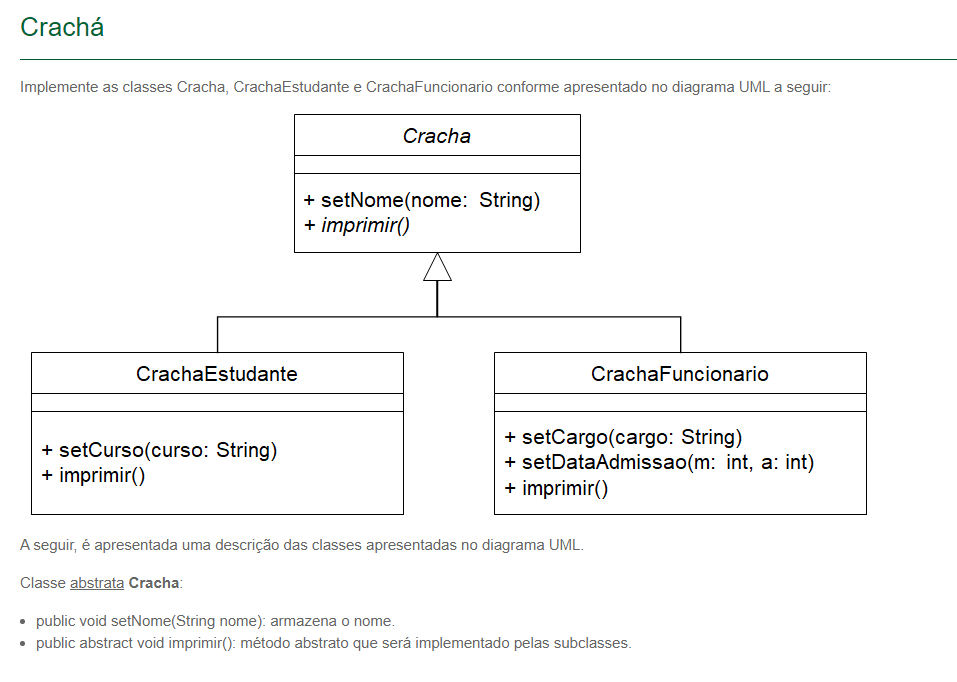 Crachá
Implemente as classes Cracha, CrachaEstudante e CrachaFuncionario conforme apresentado no diagrama UML a seguir:
Cracha
+ setNome(nome: String)
+ imprimir()
CrachaEstudante
+ setCurso(curso: String)
+ imprimir()
CrachaFuncionario
+ setCargo(cargo: String)
+ setDataAdmissao(m: int, a: int)
+ imprimir()
A seguir, é apresentada uma descrição das classes apresentadas no diagrama UML.
Classe abstrata Cracha:
• public void setNome(String nome): armazena o nome.
• public abstract void imprimir(): método abstrato que será implementado pelas subclasses.